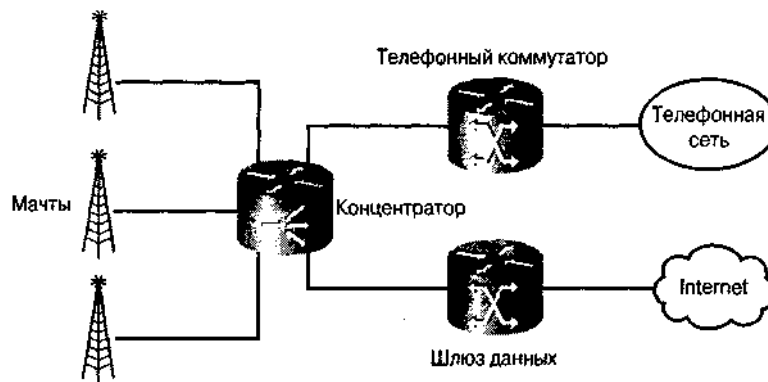 Телефонный коммутатор
Телефонная
сеть
Мачты
Концентратор
Internet
Шлюз данных